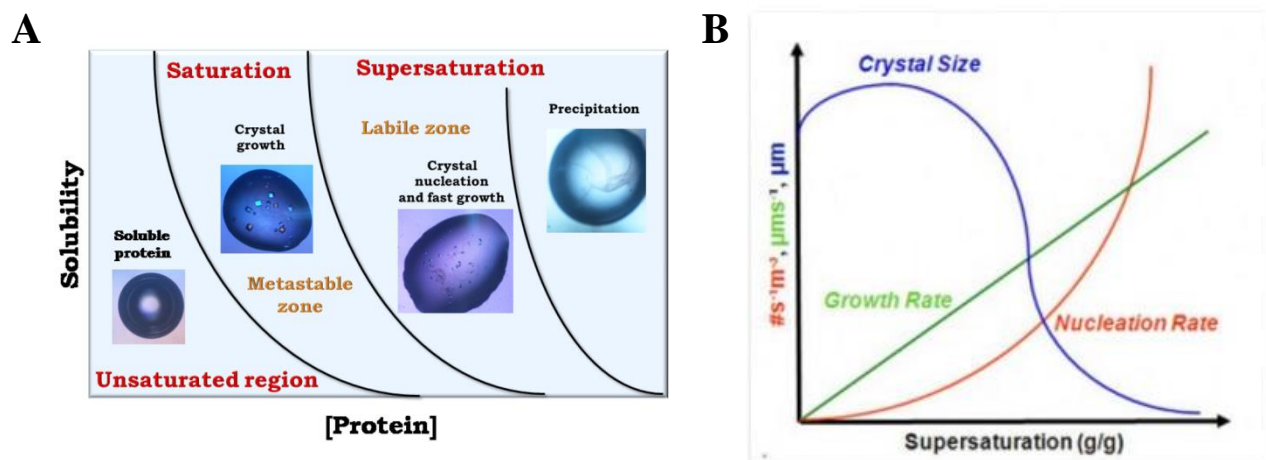 A
Saturation
Supersaturation
Precipitation
Labile zone
Crystal
growth
Crystal
nucleation
and fast growth
Soluble
protein
Metastable
zone
Unsaturated region
Solubility
[Protein]
B
Crystal Size
Growth Rate
Nucleation Rate
#s⁻¹m⁻³, µms⁻¹, µm
Supersaturation (g/g)